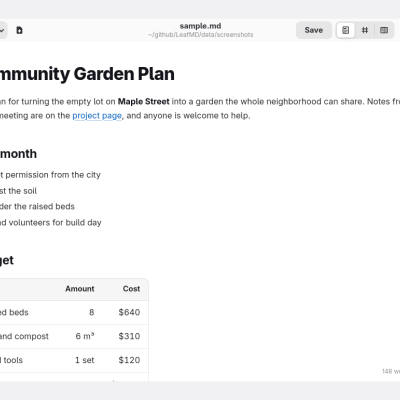 sample.md
~/github/LeafMD/data/screenshots
Save
mmunity Garden Plan
an for turning the empty lot on Maple Street into a garden the whole neighborhood can share. Notes fr
meeting are on the project page, and anyone is welcome to help.
month
t permission from the city
st the soil
der the raised beds
nd volunteers for build day
get
Amount Cost
ed beds 8 $640
and compost 6 m³ $310
d tools 1 set $120
148 w